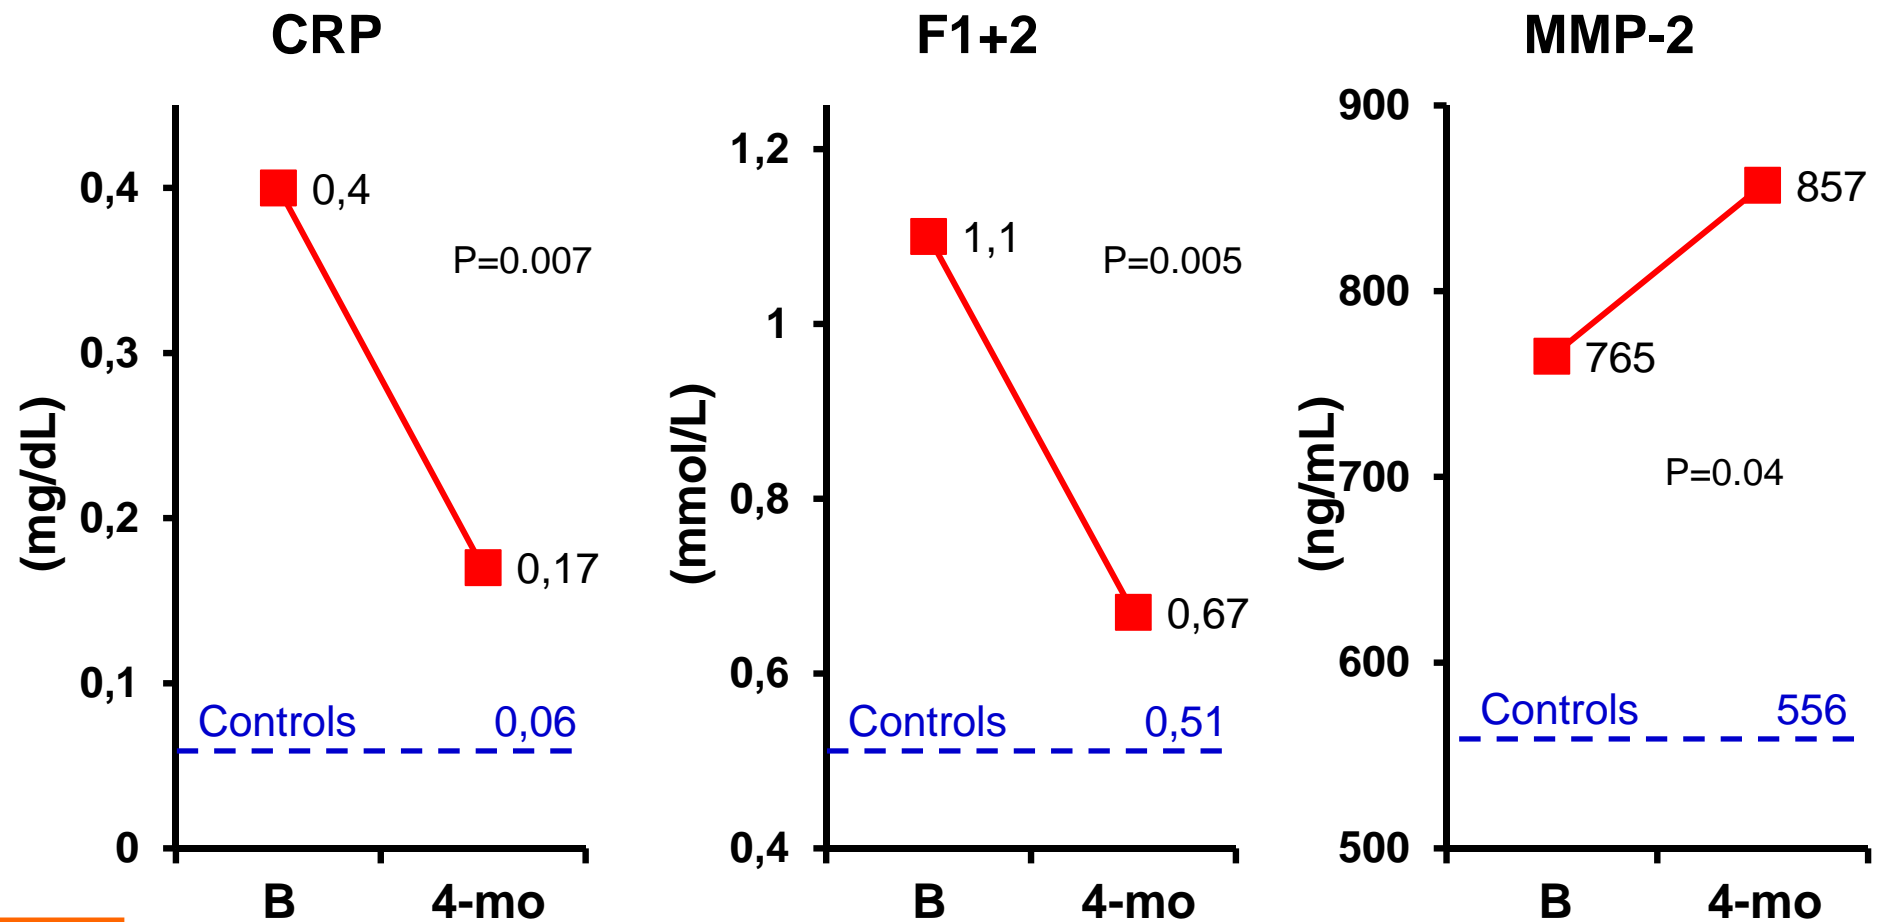 CRP
F1+2
MMP-2
(mg/dL)
0,4
0,3
0,2
0,1
0
0,4
P=0.007
0,17
Controls 0,06
B 4-mo
(mmol/L)
1,2
1
0,8
0,6
0,4
1,1
P=0.005
0,67
Controls 0,51
B 4-mo
(ng/mL)
900
800
700
600
500
857
765
P=0.04
Controls 556
B 4-mo